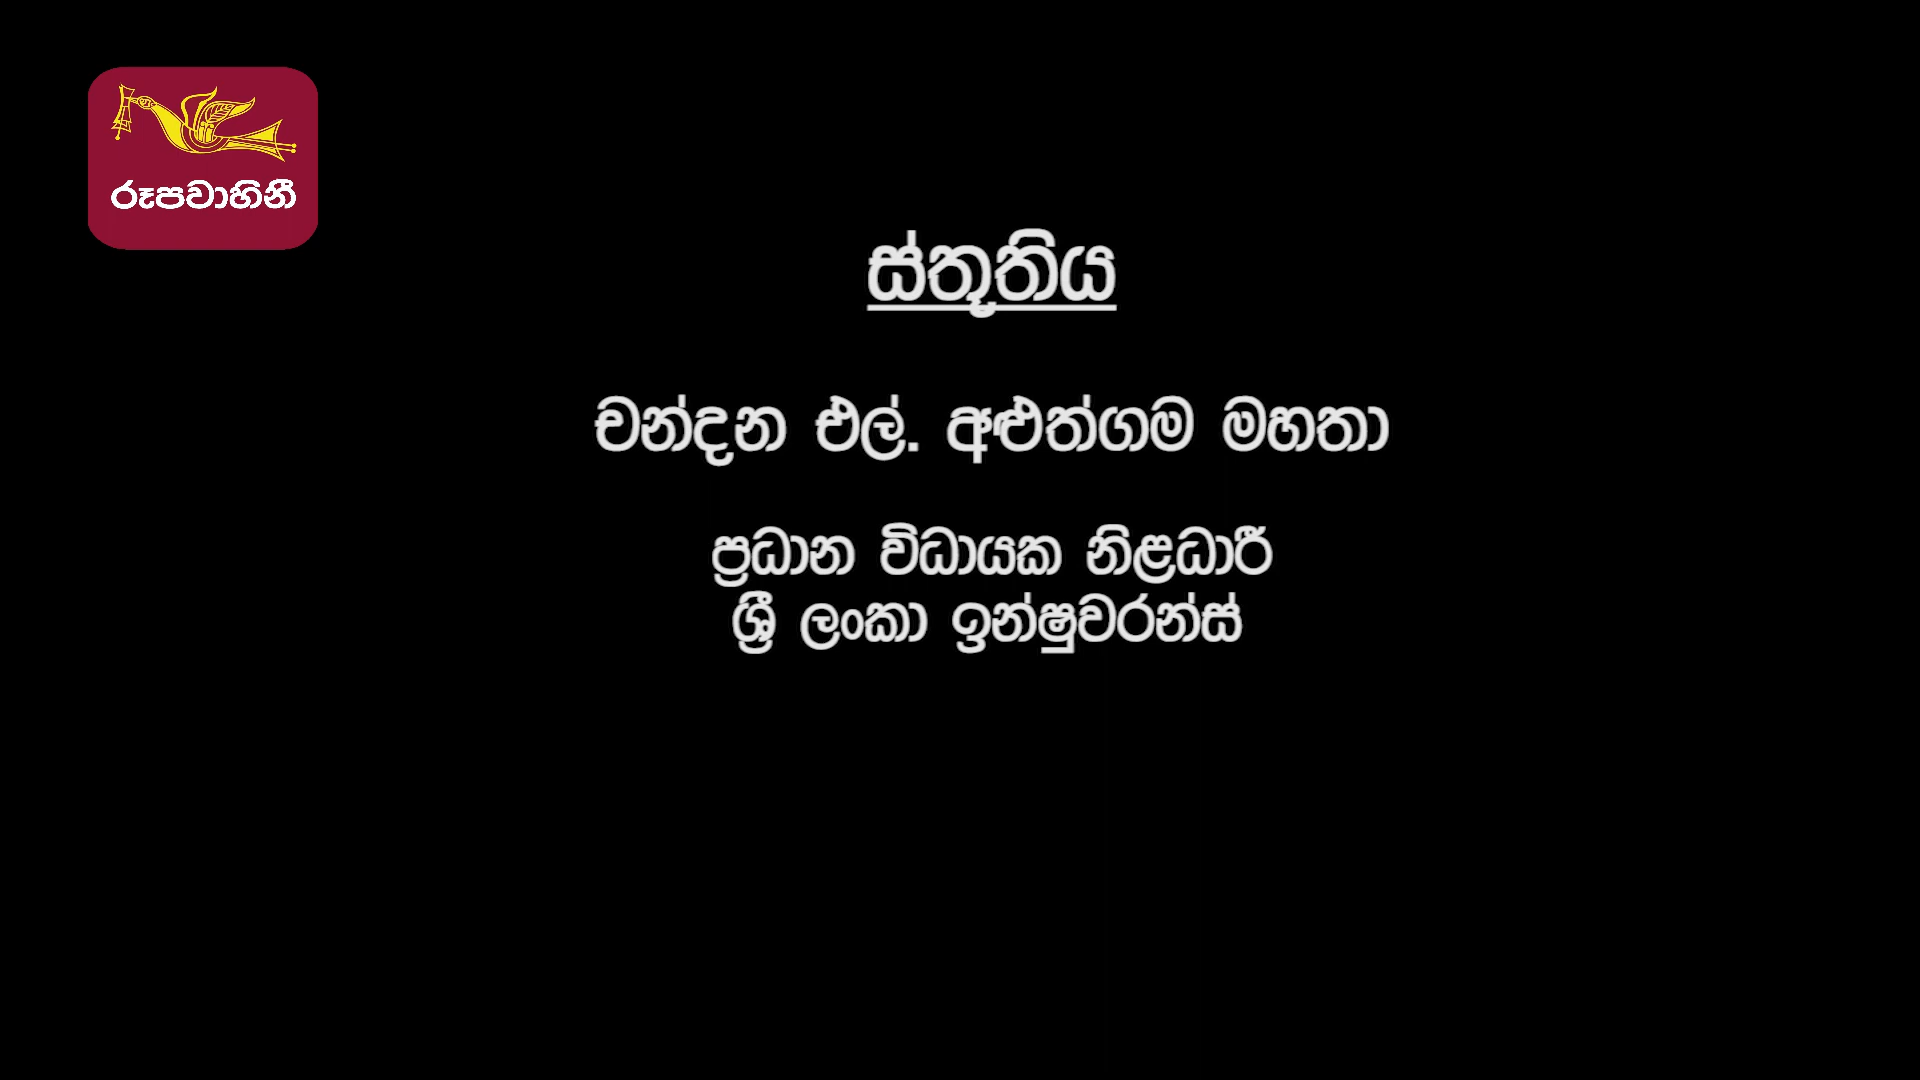 රූපවාහිනී
ස්තූතිය
චන්දන එල්. අළුත්ගම මහතා
ප්‍රධාන විධායක නිළධාරී
ශ්‍රී ලංකා ඉන්ෂුවරන්ස්